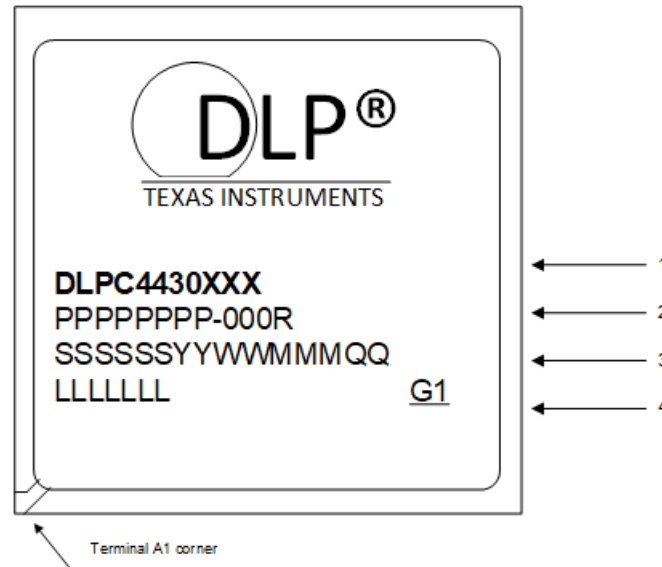 DLP®
TEXAS INSTRUMENTS
DLPC4430XXX
PPPPPPPP-000R
SSSSSSYYWWMMMQQ
LLLLLLL G1
1
2
3
4
Terminal A1 corner